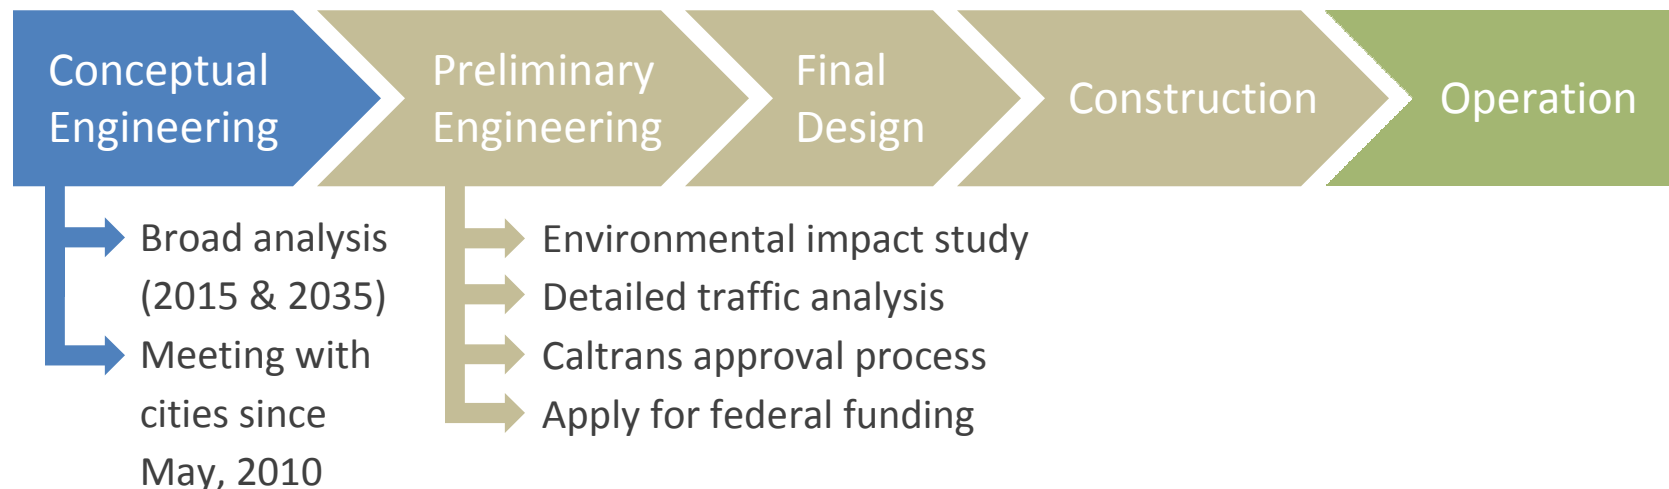 Conceptual
Engineering
Preliminary
Engineering
Final
Design
Construction
Operation
Broad analysis
(2015 & 2035)
Meeting with
cities since
May, 2010
Environmental impact study
Detailed traffic analysis
Caltrans approval process
Apply for federal funding